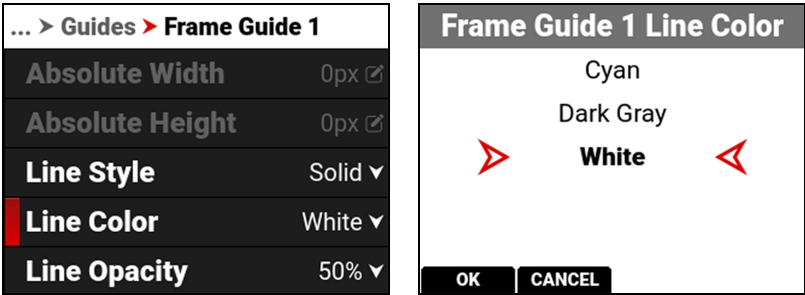 ... > Guides > Frame Guide 1
Absolute Width 0px
Absolute Height 0px
Line Style Solid
Line Color White
Line Opacity 50%
Frame Guide 1 Line Color
Cyan
Dark Gray
White
OK CANCEL